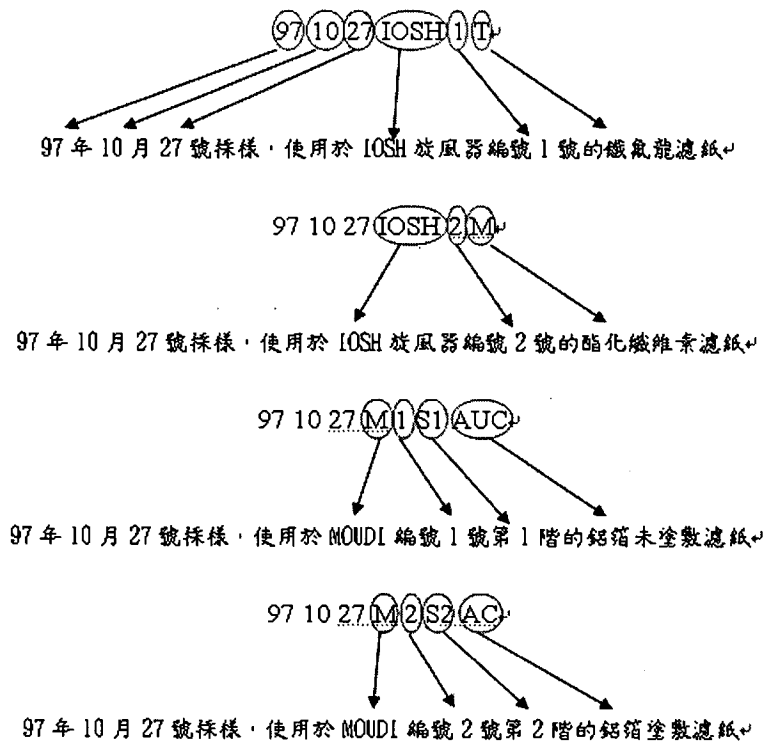 97 10 27 IOSH 1 T
97 年 10 月 27 號採樣，使用於 IOSH 旋風器編號 1 號的鐵氟龍濾紙
97 10 27 IOSH 2 M
97 年 10 月 27 號採樣，使用於 IOSH 旋風器編號 2 號的酯化纖維素濾紙
97 10 27 M 1 S1 AUC
97 年 10 月 27 號採樣，使用於 MOUDI 編號 1 號第 1 階的鋁箔未塗敷濾紙
97 10 27 M 2 S2 AC
97 年 10 月 27 號採樣，使用於 MOUDI 編號 2 號第 2 階的鋁箔塗敷濾紙